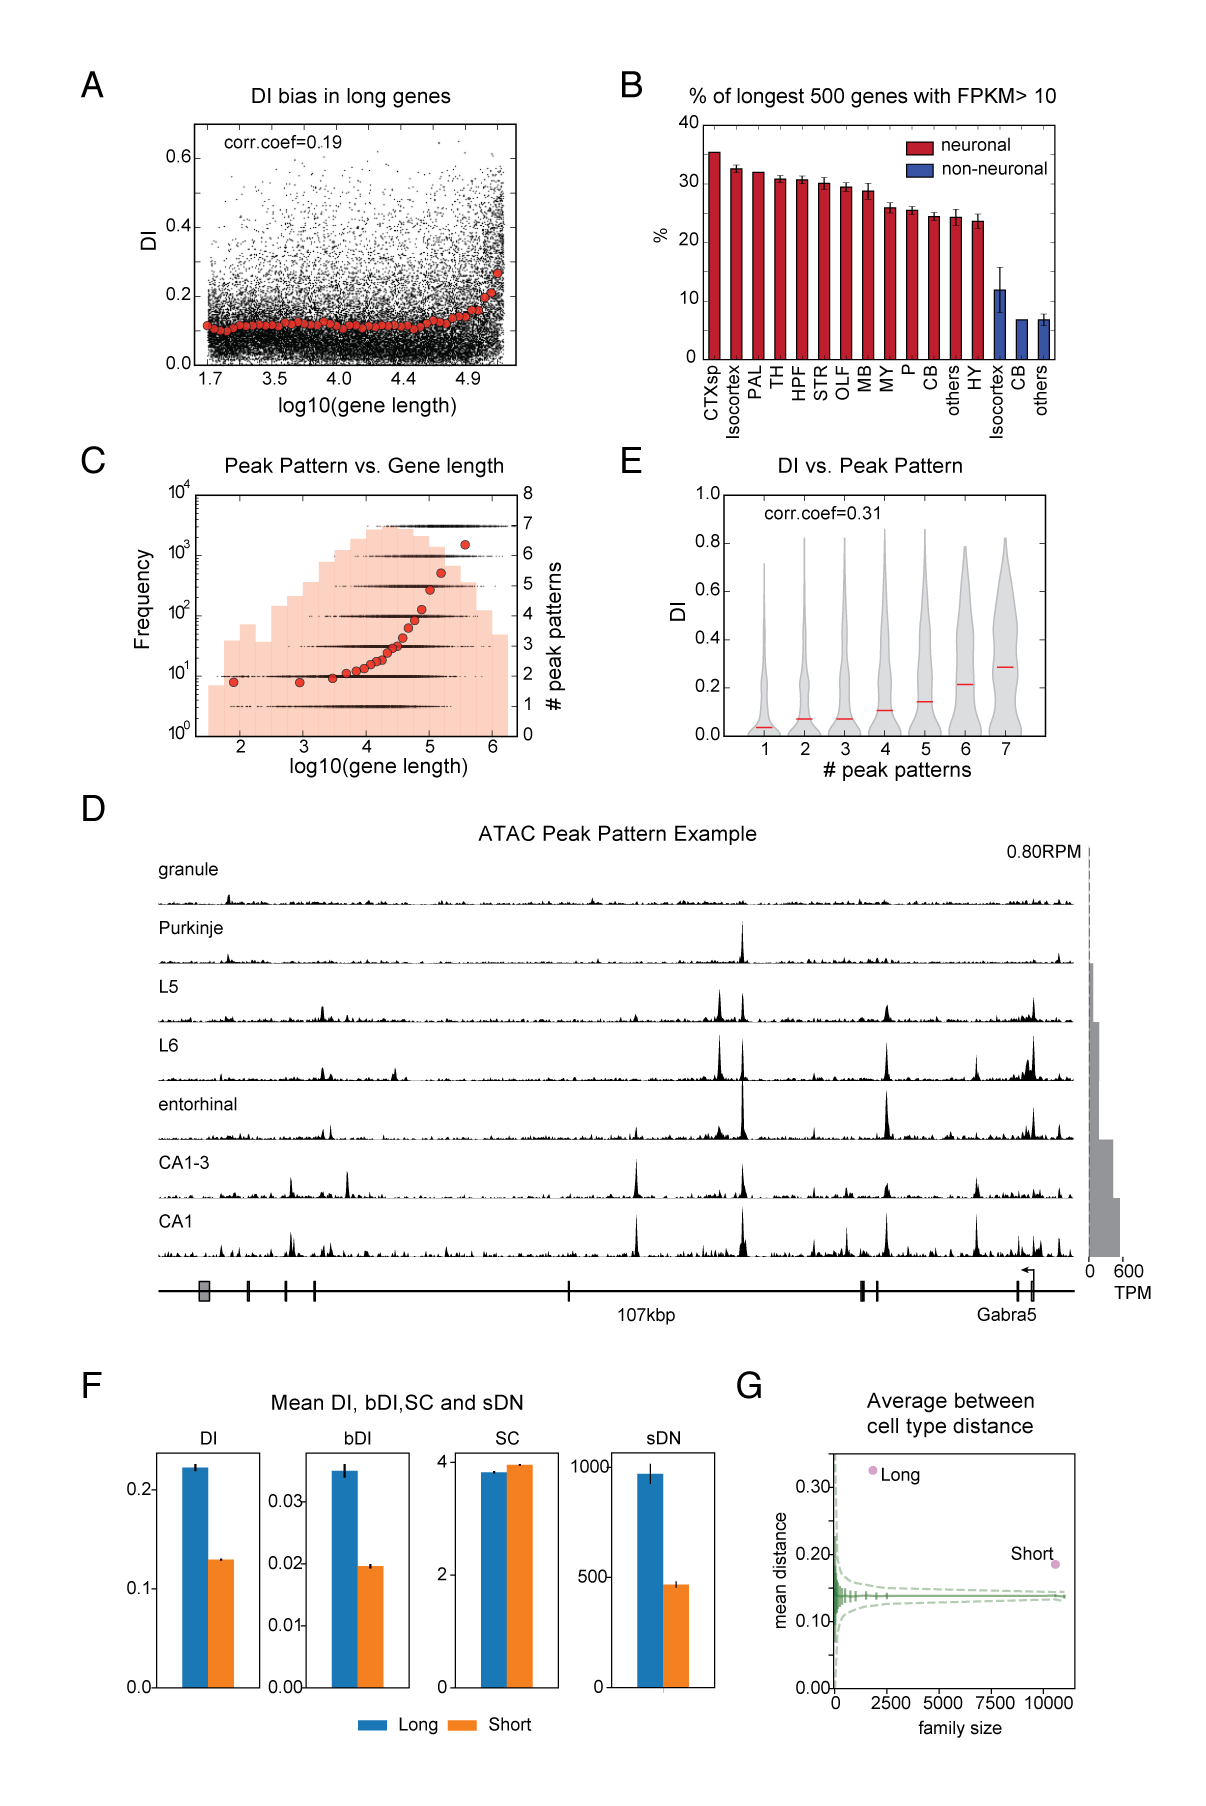 A
DI bias in long genes
corr.coef=0.19
0.6
0.4
0.2
0.0
DI
1.7 3.5 4.0 4.4 4.9
log10(gene length)
B
% of longest 500 genes with FPKM> 10
neuronal
non-neuronal
40
30
20
10
0
%
CTXsp Isocortex PAL TH HPF STR OLF MB MY P CB others HY Isocortex CB others
C
Peak Pattern vs. Gene length
10^4
10^3
10^2
10^1
10^0
Frequency
8
7
6
5
4
3
2
1
0
# peak patterns
2 3 4 5 6
log10(gene length)
E
DI vs. Peak Pattern
corr.coef=0.31
1.0
0.8
0.6
0.4
0.2
0.0
DI
1 2 3 4 5 6 7
# peak patterns
D
ATAC Peak Pattern Example
0.80RPM
granule
Purkinje
L5
L6
entorhinal
CA1-3
CA1
0 600
TPM
107kbp
Gabra5
F
Mean DI, bDI,SC and sDN
DI
0.2
0.1
0.0
bDI
0.03
0.02
0.01
0.00
SC
4
2
0
sDN
1000
500
0
Long Short
G
Average between
cell type distance
Long
Short
0.30
0.20
0.10
0.00
mean distance
0 2500 5000 7500 10000
family size